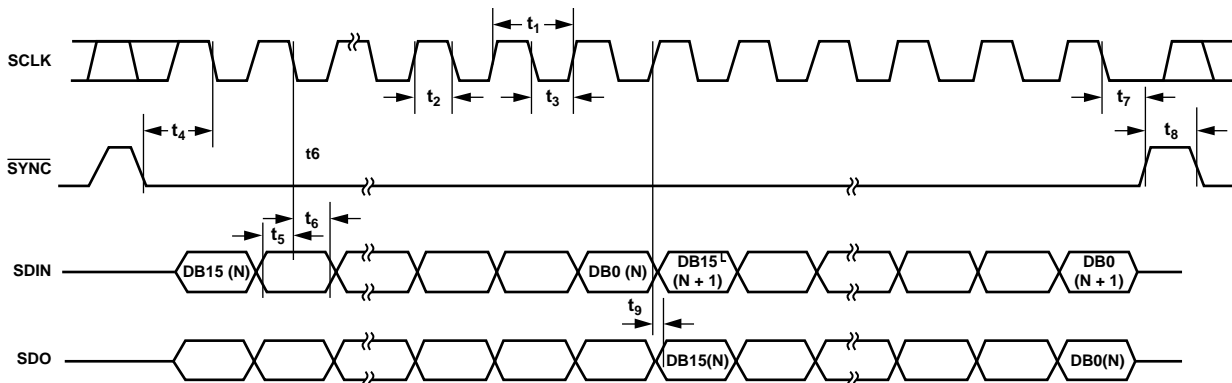 SCLK
t1
t2
t3
t7
t4
t8
SYNC
t6
t6
t5
SDIN
DB15 (N)
DB0 (N)
DB15
(N + 1)
DB0
(N + 1)
t9
SDO
DB15(N)
DB0(N)